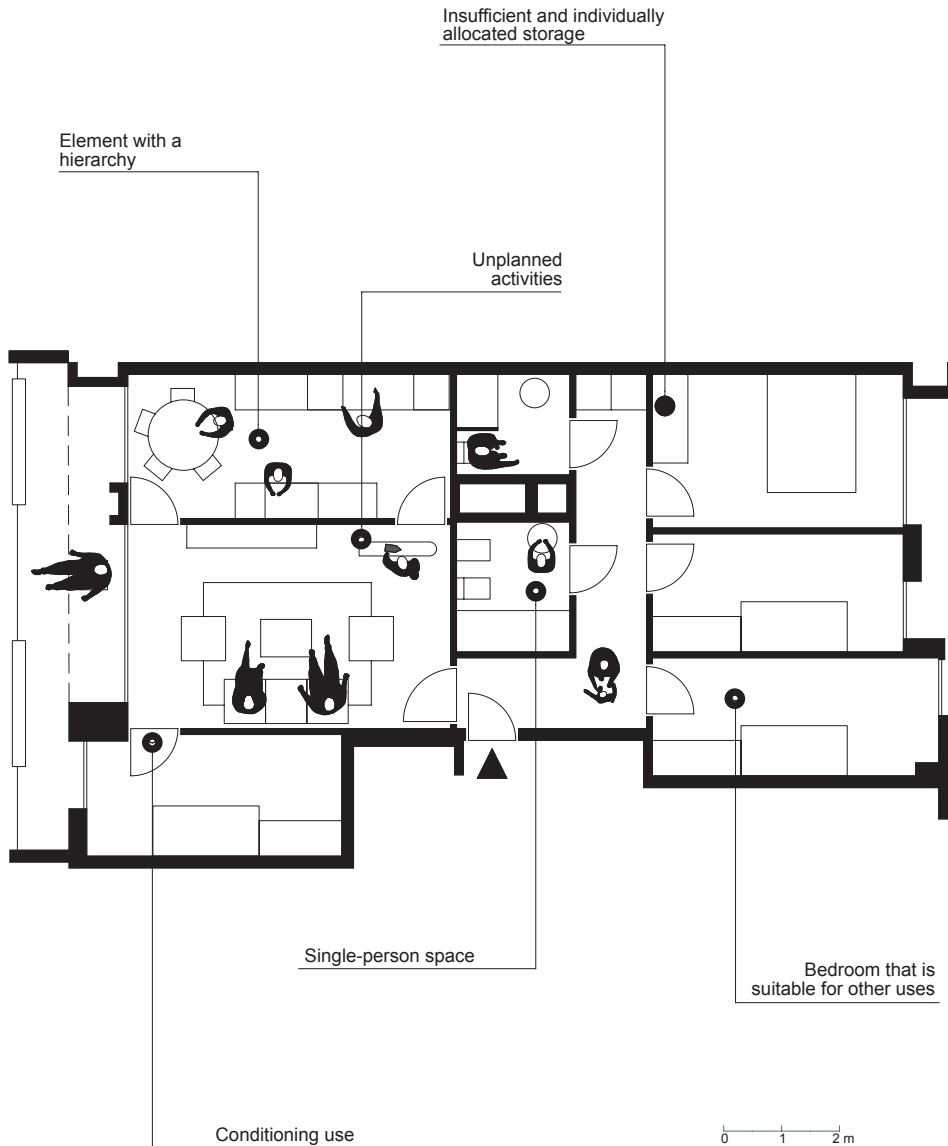 Insufficient and individually
allocated storage
Element with a
hierarchy
Unplanned
activities
Single-person space
Bedroom that is
suitable for other uses
Conditioning use
0 1 2 m